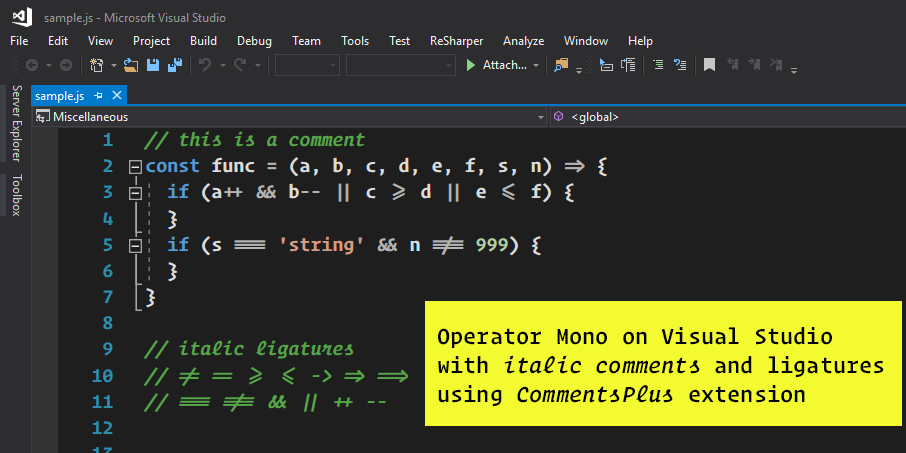 sample.js - Microsoft Visual Studio
File Edit View Project Build Debug Team Tools Test ReSharper Analyze Window Help
Attach...
Server Explorer
Toolbox
sample.js
Miscellaneous <global>
1 // this is a comment
2 const func = (a, b, c, d, e, f, s, n) => {
3 if (a++ && b-- || c >= d || e <= f) {
4 }
5 if (s === 'string' && n !== 999) {
6 }
7 }
8
9 // italic ligatures
10 // != == >= <= -> => ==>
11 // === !== && || ++ --
12
13
Operator Mono on Visual Studio
with italic comments and ligatures
using CommentsPlus extension